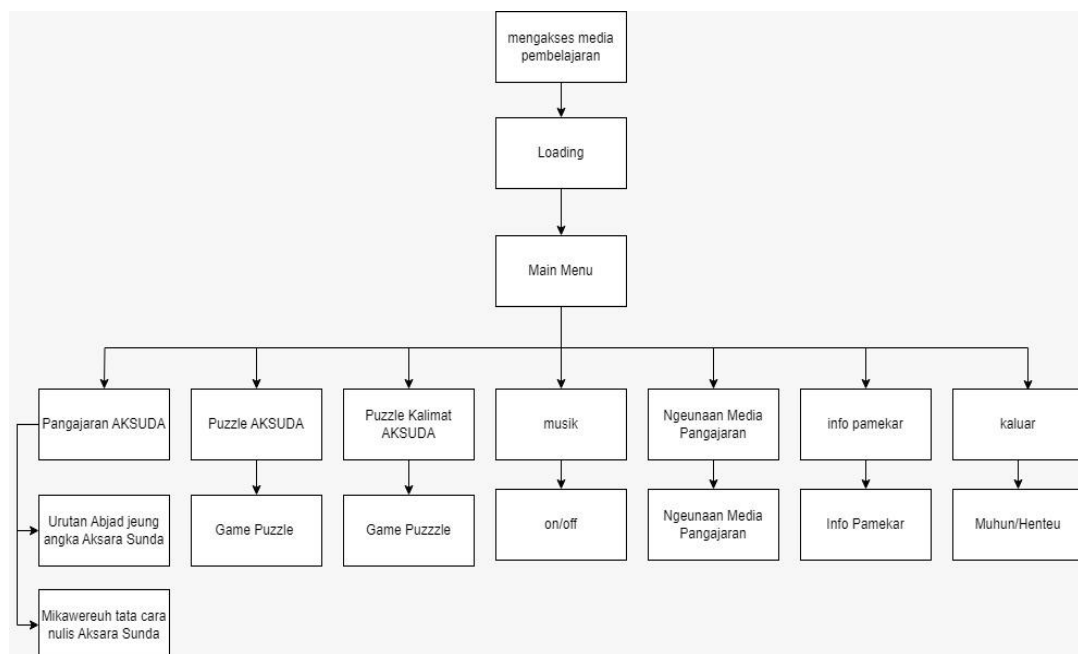 mengakses media
pembelajaran
Loading
Main Menu
Pangajaran AKSUDA
Puzzle AKSUDA
Puzzle Kalimat
AKSUDA
musik
Ngeunaan Media
Pangajaran
info pamekar
kaluar
Urutan Abjad jeung
angka Aksara Sunda
Game Puzzle
Game Puzzzle
on/off
Ngeunaan Media
Pangajaran
Info Pamekar
Muhun/Henteu
Mikawereuh tata cara
nulis Aksara Sunda